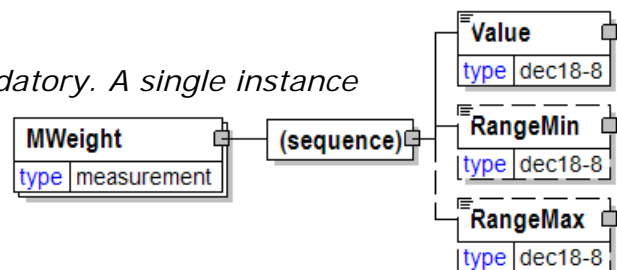 Value
type dec18-8
datory. A single instance
RangeMin
type dec18-8
MWeight
type measurement
(sequence)
RangeMax
type dec18-8